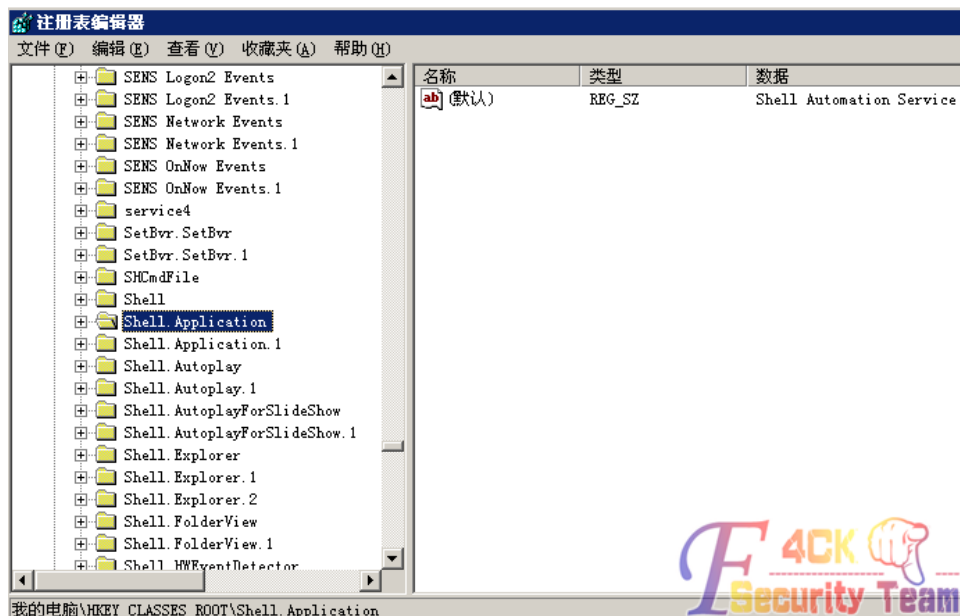 注册表编辑器
文件(F) 编辑(E) 查看(V) 收藏夹(A) 帮助(H)
SENS Logon2 Events
SENS Logon2 Events.1
SENS Network Events
SENS Network Events.1
SENS OnNow Events
SENS OnNow Events.1
service4
SetBvr.SetBvr
SetBvr.SetBvr.1
SHCmdFile
Shell
Shell.Application
Shell.Application.1
Shell.Autoplay
Shell.Autoplay.1
Shell.AutoplayForSlideShow
Shell.AutoplayForSlideShow.1
Shell.Explorer
Shell.Explorer.1
Shell.Explorer.2
Shell.FolderView
Shell.FolderView.1
Shell.HWEventDetector
名称 类型 数据
ab (默认) REG_SZ Shell Automation Service
F4CK
Security Team
我的电脑\HKEY_CLASSES_ROOT\Shell.Application